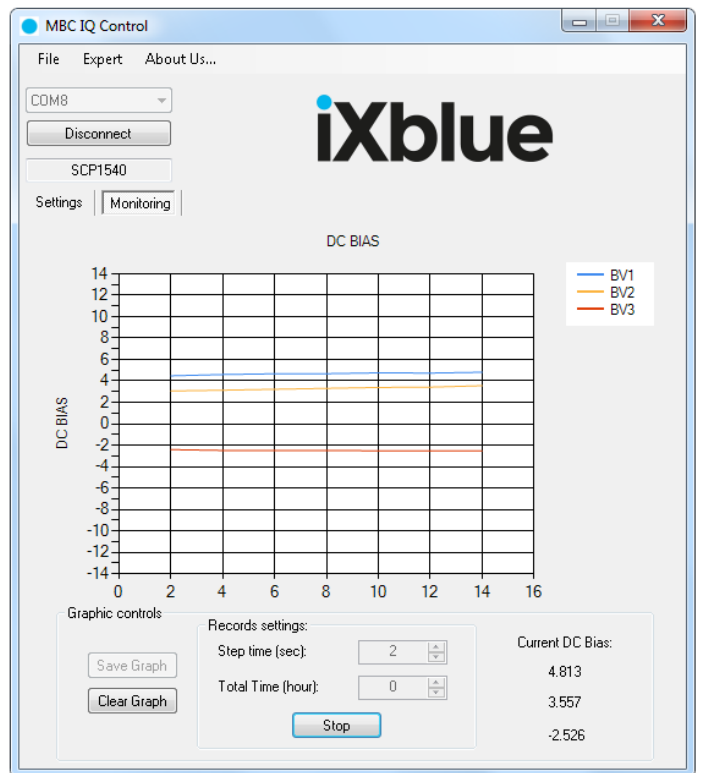 MBC IQ Control
File Expert About Us...
COM8
Disconnect
SCP1540
iXblue
Settings Monitoring
DC BIAS
BV1
BV2
BV3
DC BIAS
14
12
10
8
6
4
2
0
-2
-4
-6
-8
-10
-12
-14
0 2 4 6 8 10 12 14 16
Graphic controls
Save Graph
Clear Graph
Records settings:
Step time (sec): 2
Total Time (hour): 0
Stop
Current DC Bias:
4.813
3.557
-2.526